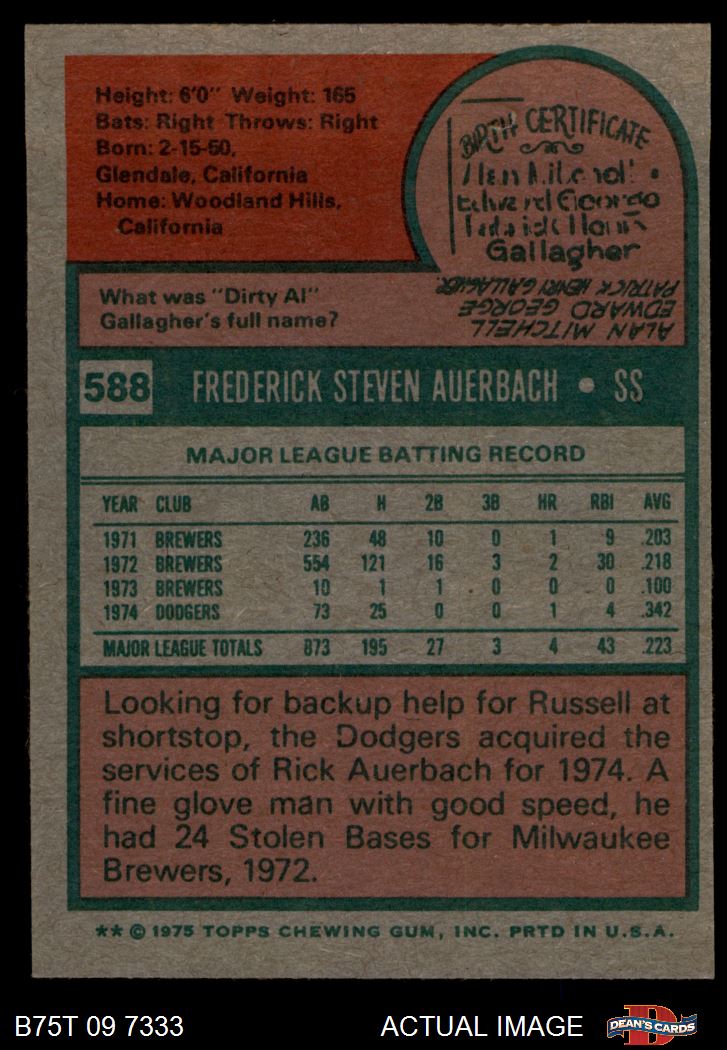 Height: 6'0" Weight: 165
Bats: Right Throws: Right
Born: 2-15-50,
Glendale, California
Home: Woodland Hills,
California
BIRTH CERTIFICATE
Gallagher
What was "Dirty Al"
Gallagher's full name?
ALAN MITCHELL
EDWARD GEORGE
PATRICK HENRY GALLAGHER.
588 FREDERICK STEVEN AUERBACH • SS
MAJOR LEAGUE BATTING RECORD
YEAR CLUB AB H 2B 3B HR RBI AVG
1971 BREWERS 236 48 10 0 1 9 .203
1972 BREWERS 554 121 16 3 2 30 .218
1973 BREWERS 10 1 1 0 0 0 .100
1974 DODGERS 73 25 0 0 1 4 .342
MAJOR LEAGUE TOTALS 873 195 27 3 4 43 .223
Looking for backup help for Russell at
shortstop, the Dodgers acquired the
services of Rick Auerbach for 1974. A
fine glove man with good speed, he
had 24 Stolen Bases for Milwaukee
Brewers, 1972.
** © 1975 TOPPS CHEWING GUM, INC. PRTD IN U.S.A.
B75T 09 7333 ACTUAL IMAGE DEAN'S CARDS